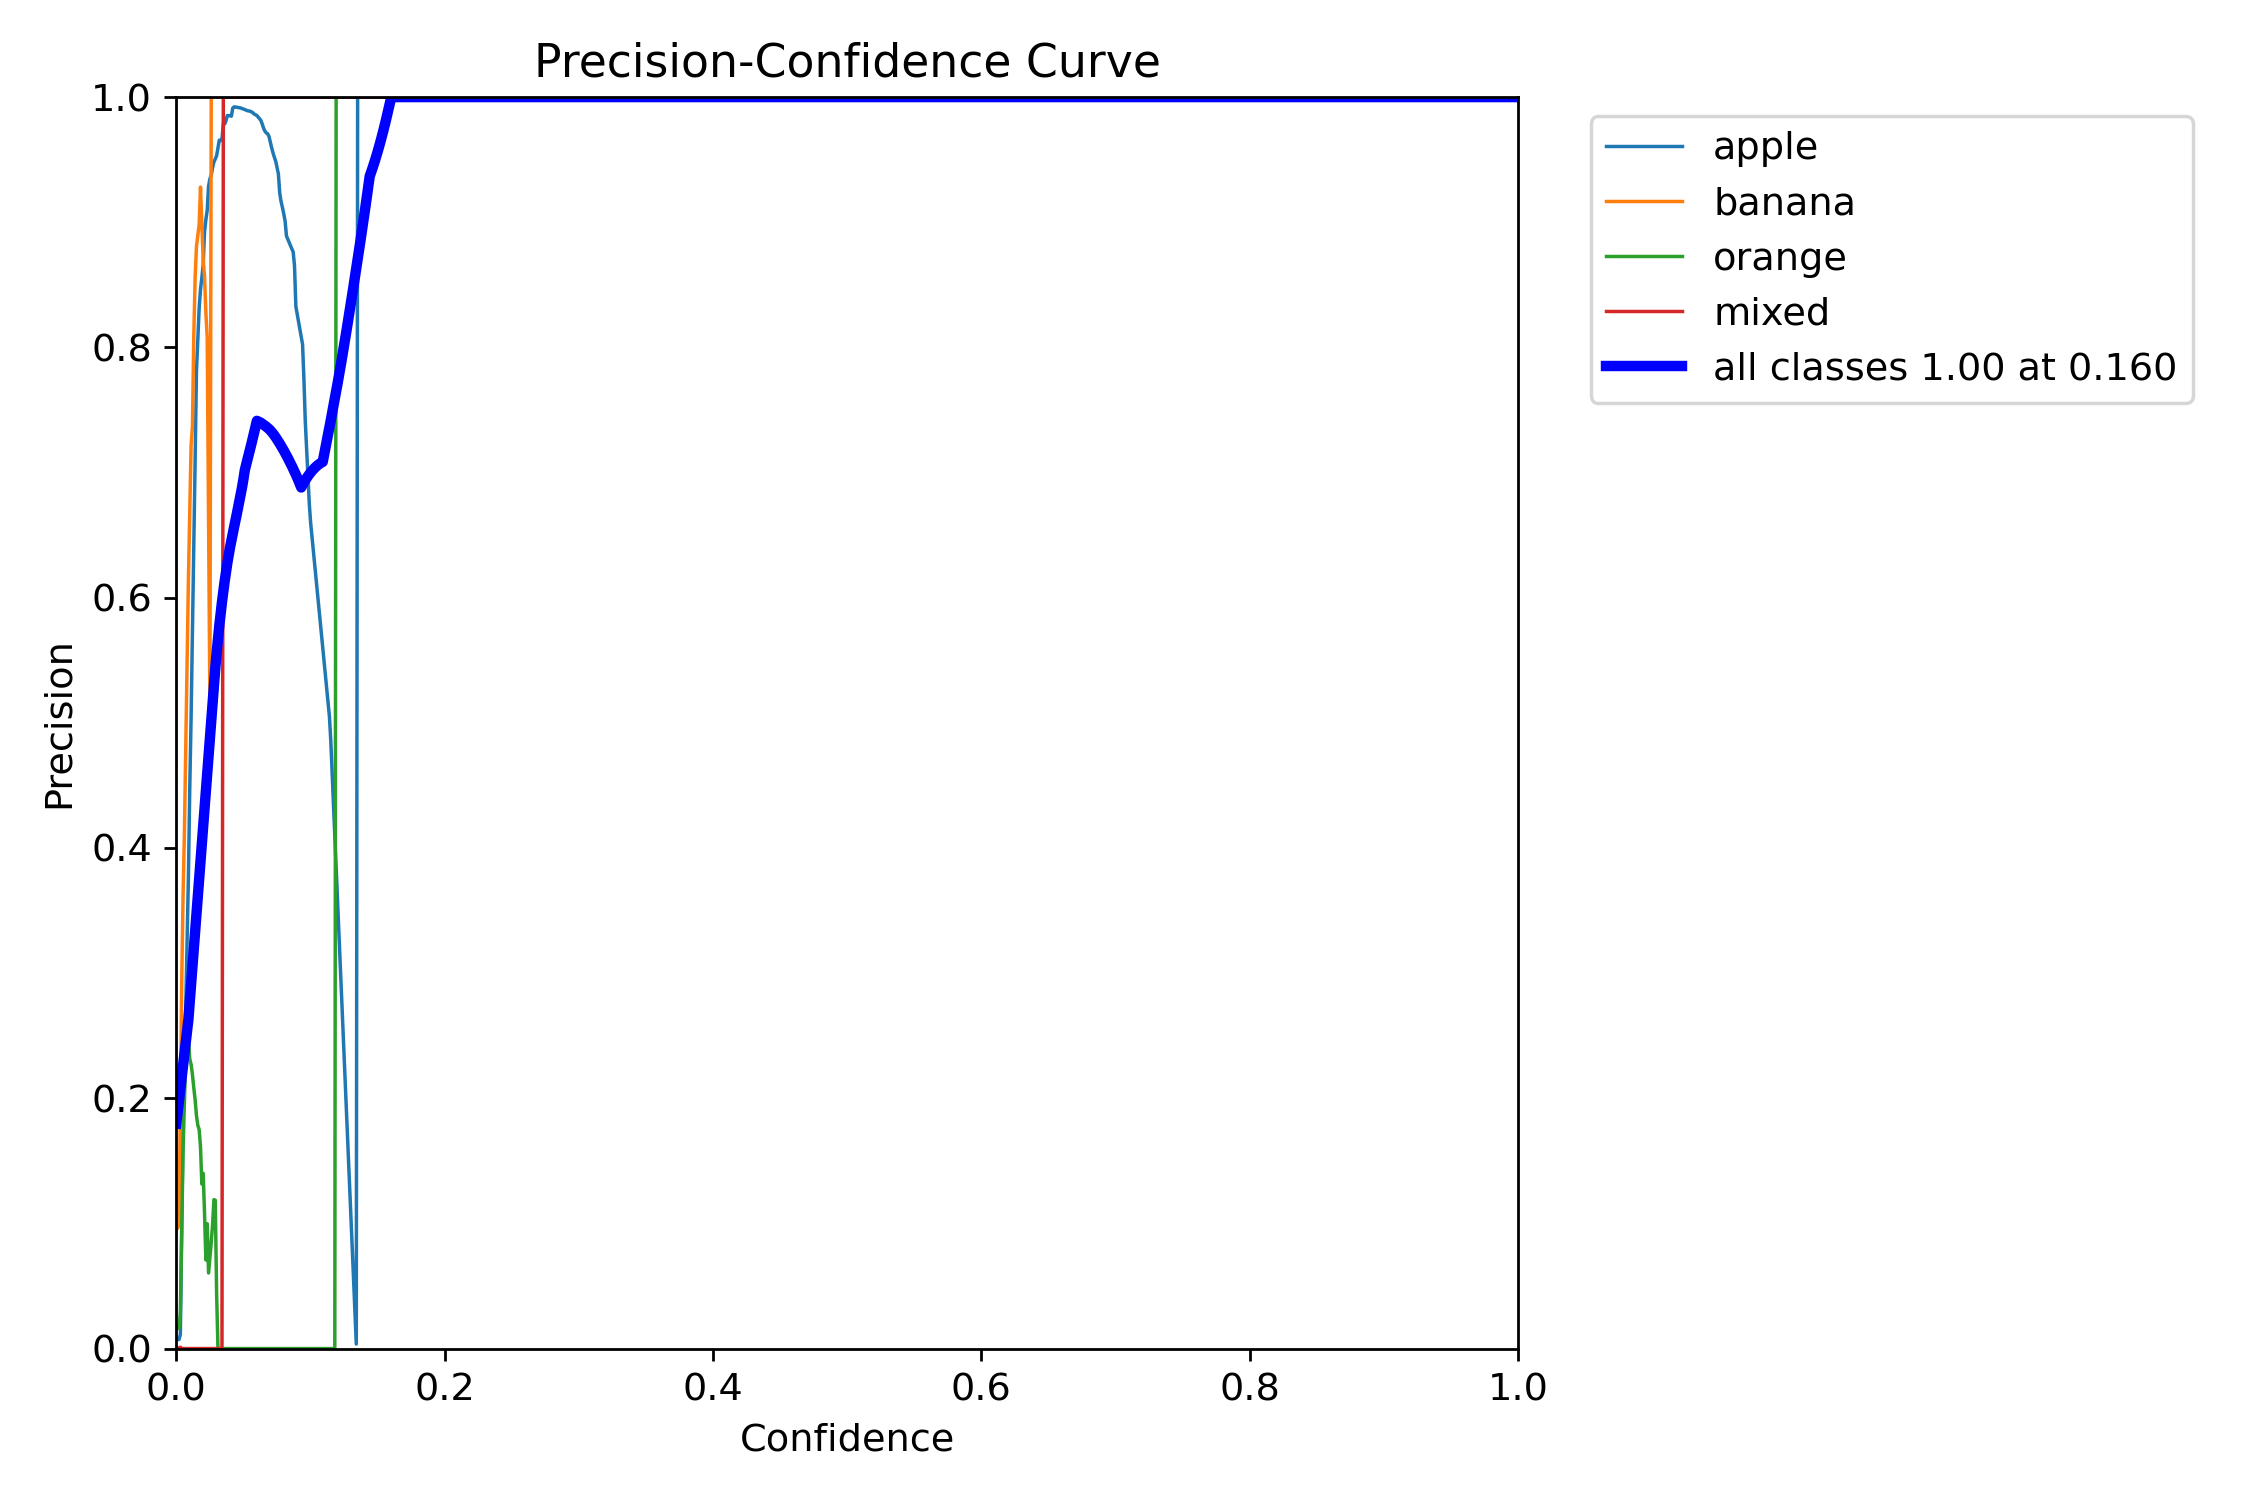 Precision-Confidence Curve
1.0
0.8
0.6
0.4
0.2
0.0
Precision
0.0 0.2 0.4 0.6 0.8 1.0
Confidence
apple
banana
orange
mixed
all classes 1.00 at 0.160